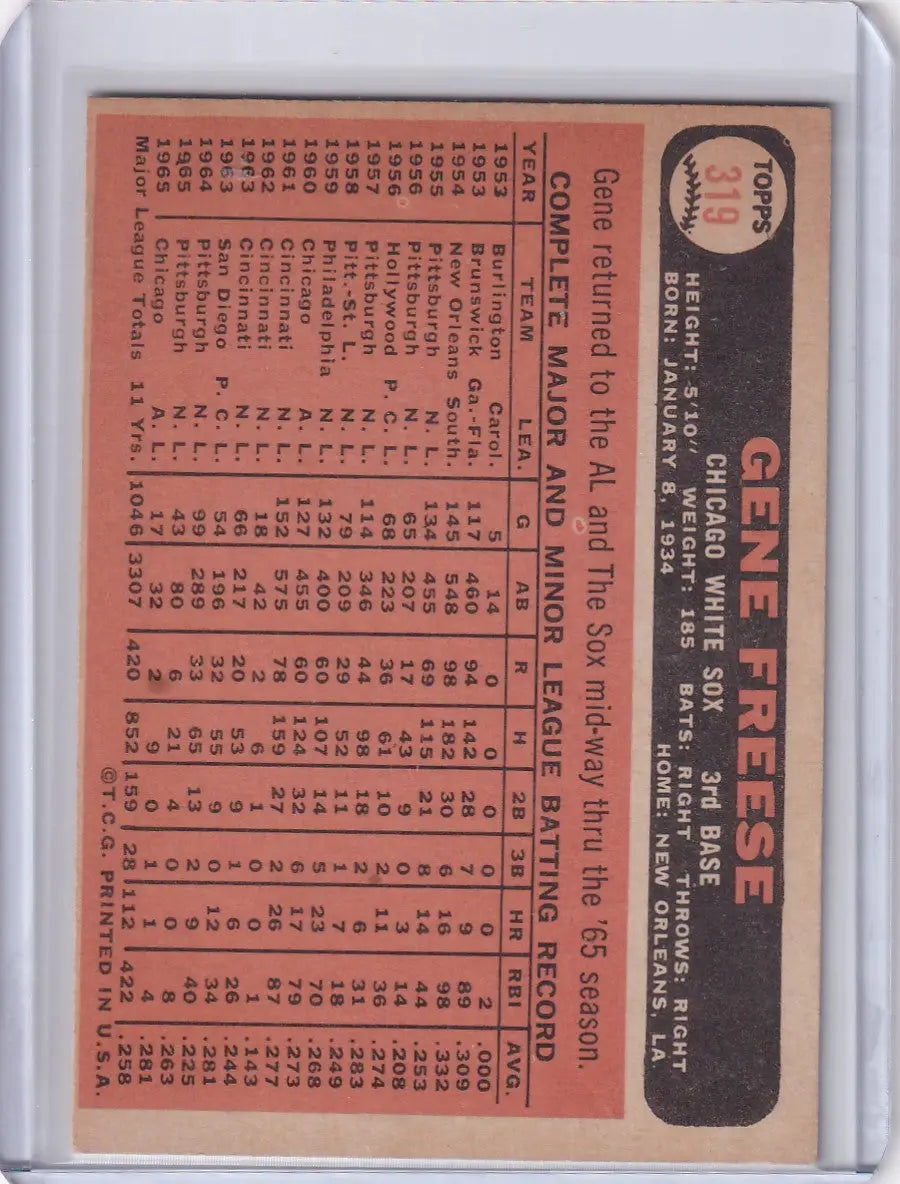 TOPPS
319
GENE FREESE
CHICAGO WHITE SOX 3rd BASE
HEIGHT: 5'10" WEIGHT: 185 BATS: RIGHT THROWS: RIGHT
BORN: JANUARY 8, 1934 HOME: NEW ORLEANS, LA
Gene returned to the AL and The Sox mid-way thru the '65 season.
COMPLETE MAJOR AND MINOR LEAGUE BATTING RECORD
YEAR TEAM LEA. G AB R H 2B 3B HR RBI AVG.
1953 Burlington Carol. 5 14 0 0 0 0 0 2 .000
1953 Brunswick Ga.-Fla. 117 460 94 142 28 7 9 89 .309
1954 New Orleans South. 145 548 98 182 30 6 16 98 .332
1955 Pittsburgh N. L. 134 455 69 115 21 8 14 44 .253
1956 Pittsburgh N. L. 65 207 17 43 9 0 3 14 .208
1956 Hollywood P. C. L. 68 223 36 61 10 2 11 36 .274
1957 Pittsburgh N. L. 114 346 44 98 18 2 6 31 .283
1958 Pitt.-St. L. N. L. 79 209 29 52 11 1 7 18 .249
1959 Philadelphia N. L. 132 400 60 107 14 5 23 70 .268
1960 Chicago A. L. 127 455 60 124 32 6 17 79 .273
1961 Cincinnati N. L. 152 575 78 159 27 2 26 87 .277
1962 Cincinnati N. L. 18 42 2 6 1 0 0 1 .143
1963 Cincinnati N. L. 66 217 20 53 9 1 6 26 .244
1963 San Diego P. C. L. 54 196 32 55 9 0 12 34 .281
1964 Pittsburgh N. L. 99 289 33 65 13 2 9 40 .225
1965 Pittsburgh N. L. 43 80 6 21 4 0 0 8 .263
1965 Chicago A. L. 17 32 2 9 0 1 1 4 .281
Major League Totals 11 Yrs. 1046 3307 420 852 159 28 112 422 .258
©T.C.G. PRINTED IN U.S.A.